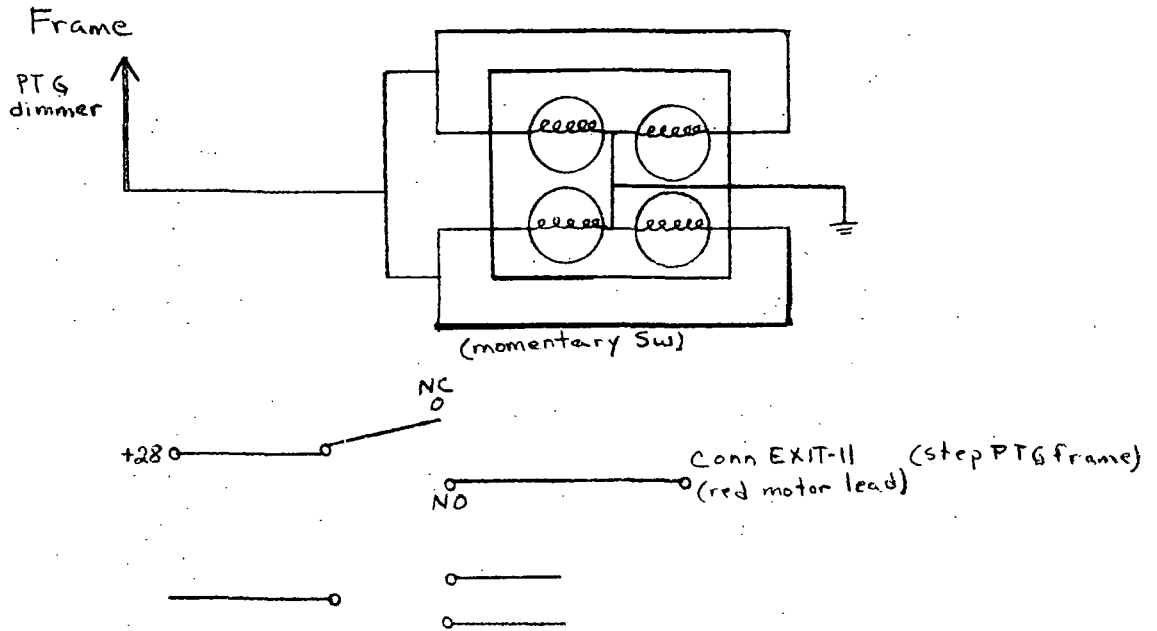 Frame
PTG
dimmer
(momentary SW)
NC
+28
NO
Conn EXIT-11 (step PTG frame)
(red motor lead)